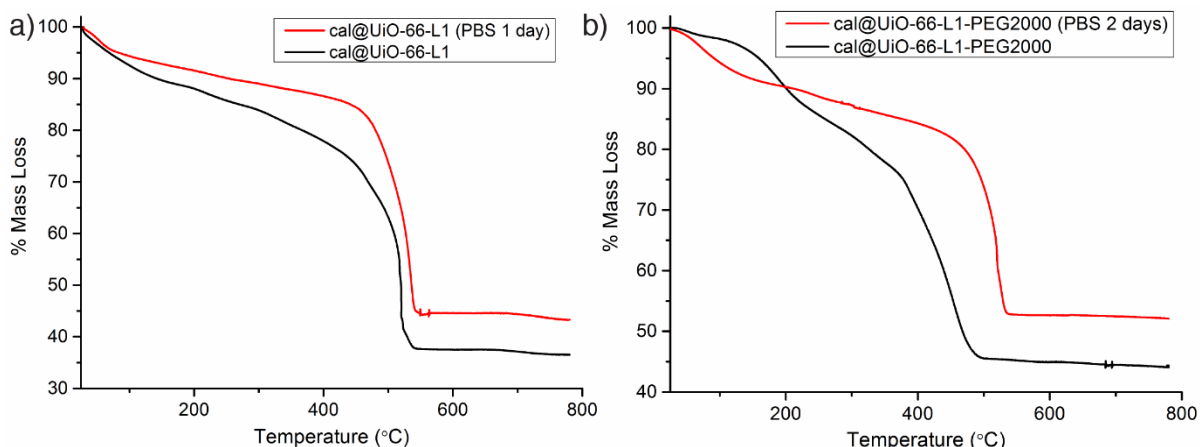 a)
cal@UiO-66-L1 (PBS 1 day)
cal@UiO-66-L1
% Mass Loss
100
90
80
70
60
50
40
30
200
400
600
800
Temperature (°C)
b)
cal@UiO-66-L1-PEG2000 (PBS 2 days)
cal@UiO-66-L1-PEG2000
% Mass Loss
100
90
80
70
60
50
40
200
400
600
800
Temperature (°C)